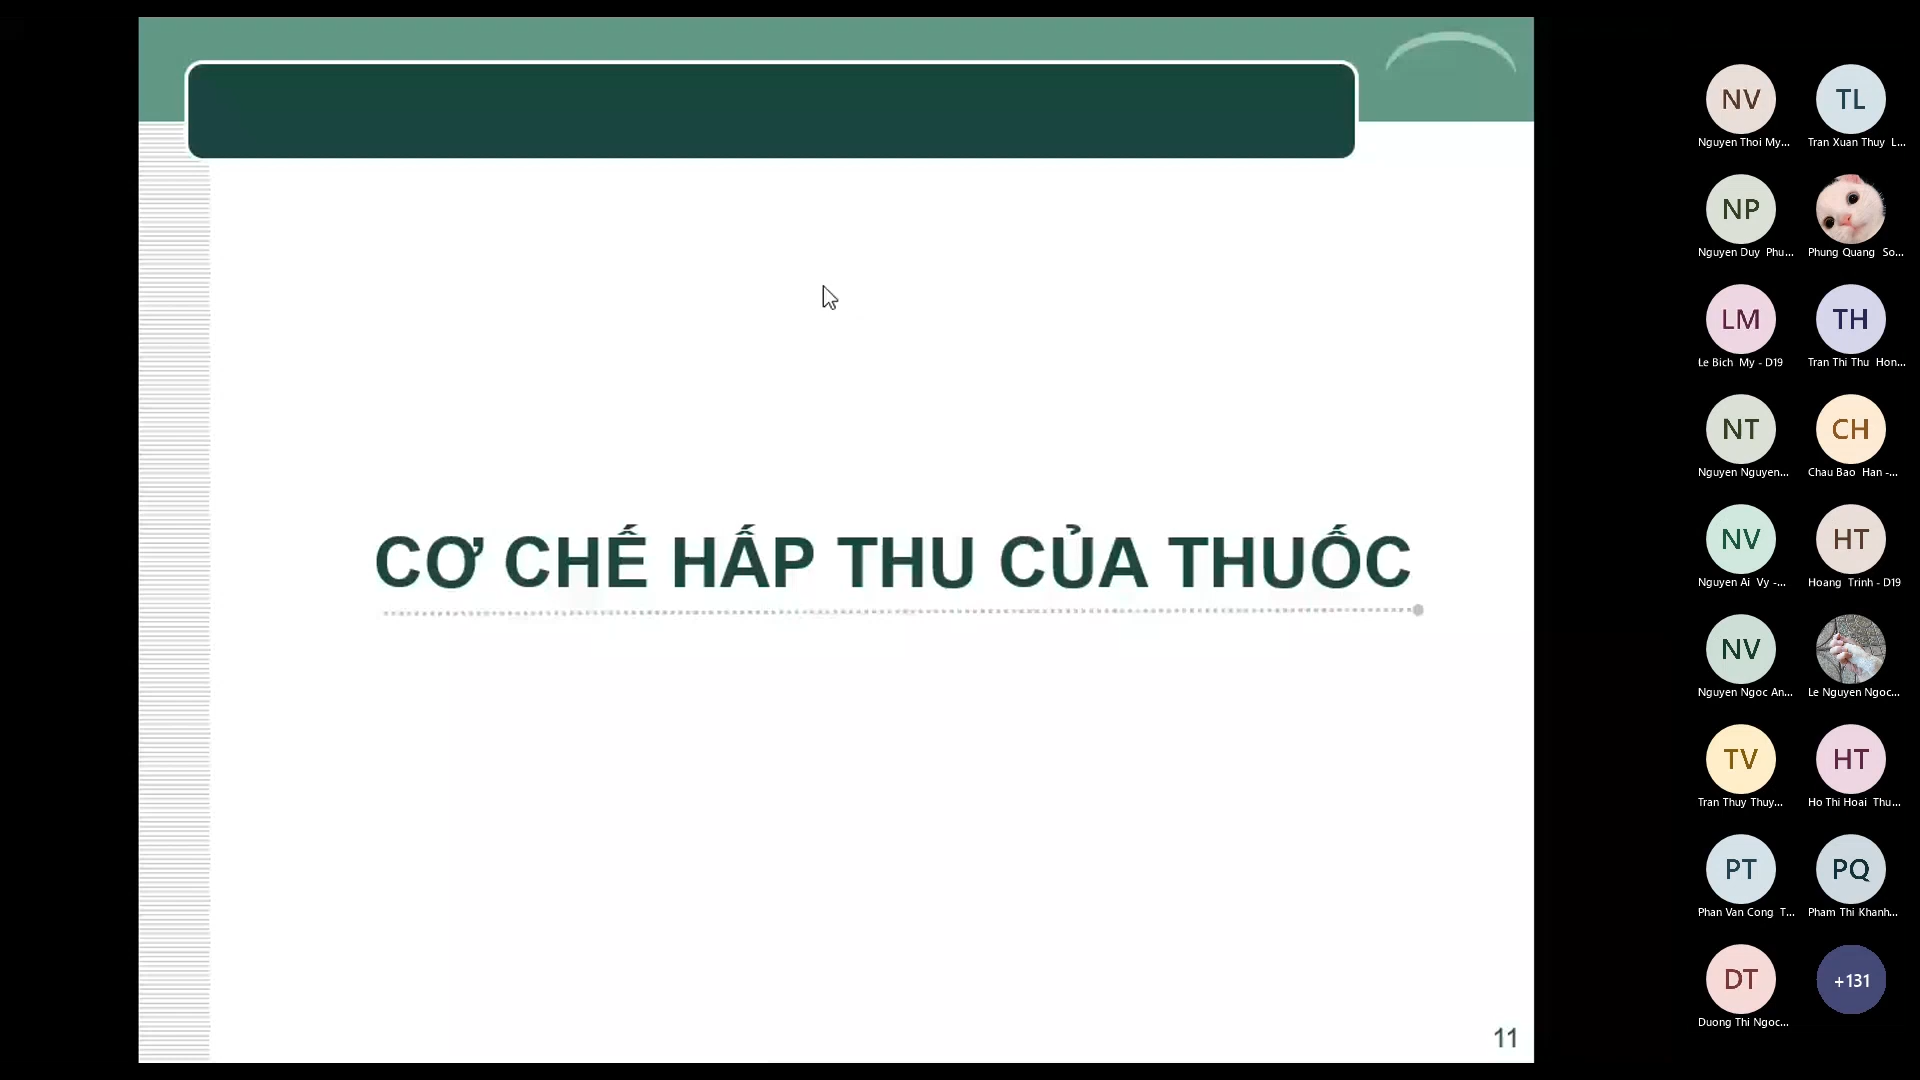 CƠ CHẾ HẤP THU CỦA THUỐC
11
NV
TL
Nguyen Thoi My...
Tran Xuan Thuy L...
NP
Nguyen Duy Phu...
Phung Quang So...
LM
TH
Le Bich My - D19
Tran Thi Thu Hon...
NT
CH
Nguyen Nguyen...
Chau Bao Han -...
NV
HT
Nguyen Ai Vy -...
Hoang Trinh - D19
NV
Nguyen Ngoc An...
Le Nguyen Ngoc...
TV
HT
Tran Thuy Thuy...
Ho Thi Hoai Thu...
PT
PQ
Phan Van Cong T...
Pham Thi Khanh...
DT
+131
Duong Thi Ngoc...